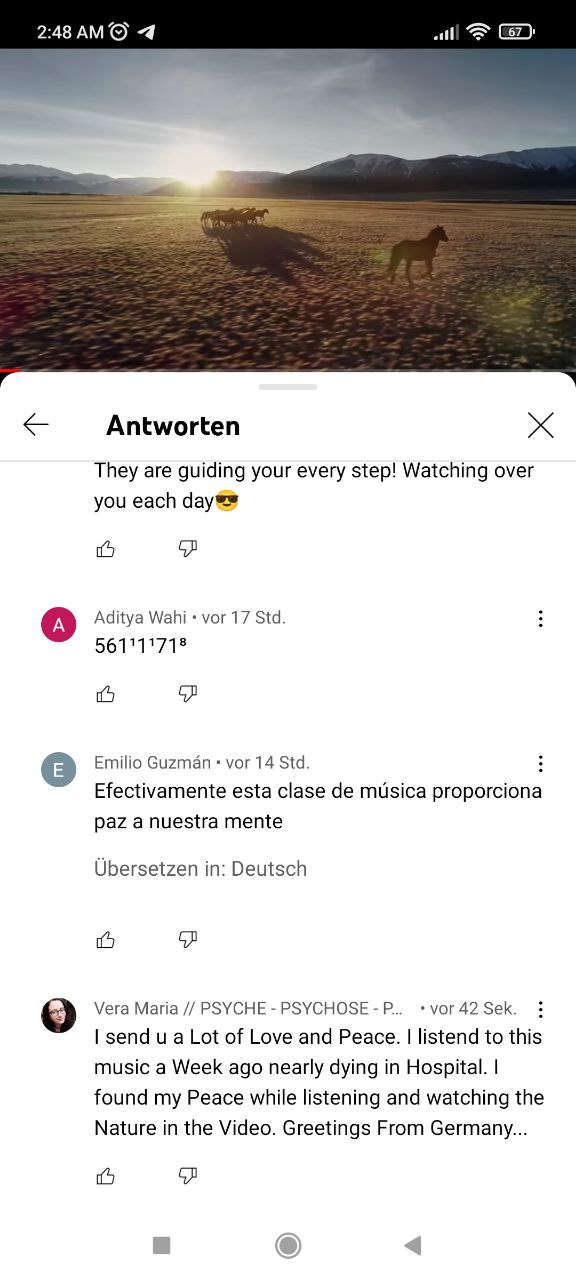 2:48 AM
67
Antworten
They are guiding your every step! Watching over
you each day😎
A
Aditya Wahi • vor 17 Std.
561¹1¹71⁸
E
Emilio Guzmán • vor 14 Std.
Efectivamente esta clase de música proporciona
paz a nuestra mente
Übersetzen in: Deutsch
Vera Maria // PSYCHE - PSYCHOSE - P... • vor 42 Sek.
I send u a Lot of Love and Peace. I listend to this
music a Week ago nearly dying in Hospital. I
found my Peace while listening and watching the
Nature in the Video. Greetings From Germany...